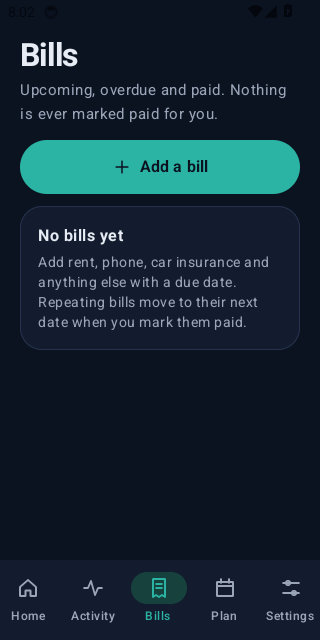 8:02
Bills
Upcoming, overdue and paid. Nothing
is ever marked paid for you.
Add a bill
No bills yet
Add rent, phone, car insurance and
anything else with a due date.
Repeating bills move to their next
date when you mark them paid.
Home Activity Bills Plan Settings